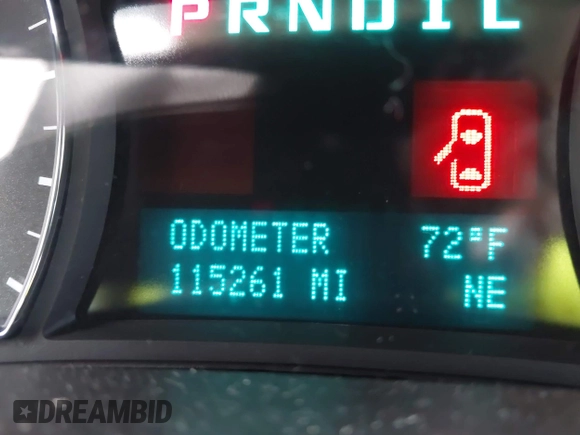 PRNDIL
ODOMETER 72°F
115261 MI NE
DREAMBID